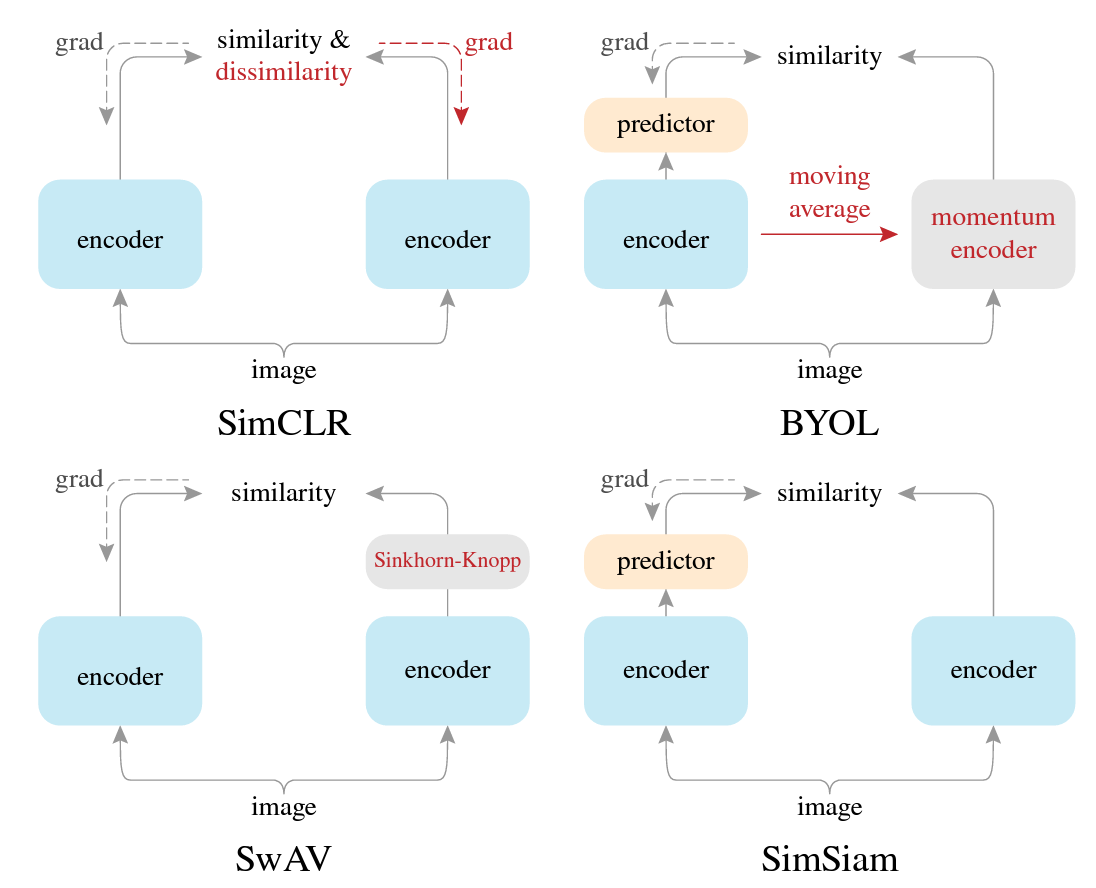 grad
similarity &
dissimilarity
grad
encoder
encoder
image
SimCLR
grad
similarity
predictor
moving
average
encoder
momentum
encoder
image
BYOL
grad
similarity
Sinkhorn-Knopp
encoder
encoder
image
SwAV
grad
similarity
predictor
encoder
encoder
image
SimSiam